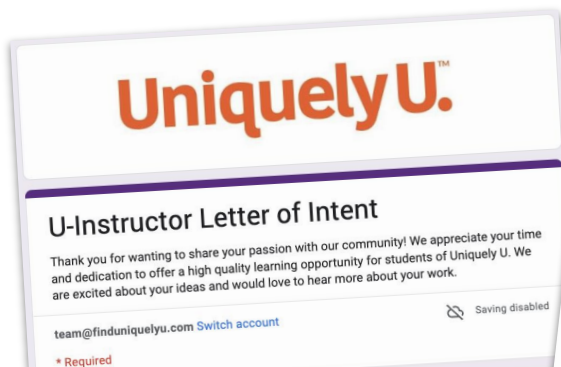 Uniquely U.™
U-Instructor Letter of Intent
Thank you for wanting to share your passion with our community! We appreciate your time
and dedication to offer a high quality learning opportunity for students of Uniquely U. We
are excited about your ideas and would love to hear more about your work.
team@finduniquelyu.com Switch account
Saving disabled
* Required